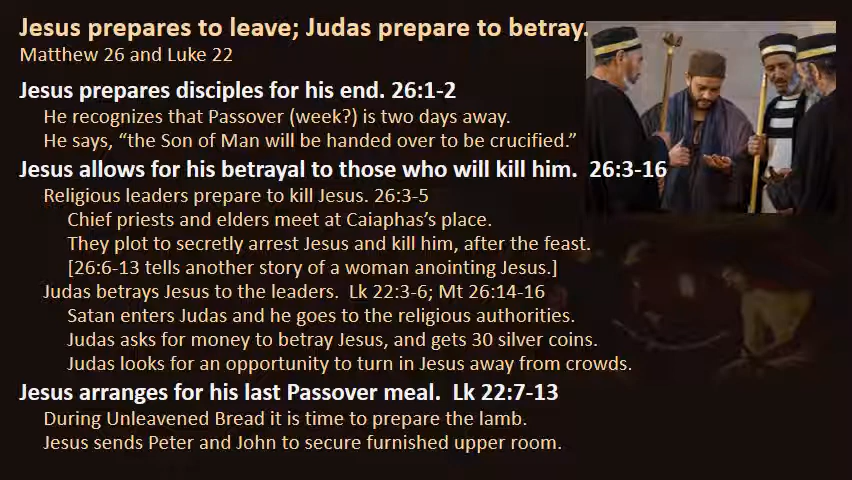 Jesus prepares to leave; Judas prepare to betray.
Matthew 26 and Luke 22
Jesus prepares disciples for his end. 26:1-2
He recognizes that Passover (week?) is two days away.
He says, “the Son of Man will be handed over to be crucified.”
Jesus allows for his betrayal to those who will kill him. 26:3-16
Religious leaders prepare to kill Jesus. 26:3-5
Chief priests and elders meet at Caiaphas’s place.
They plot to secretly arrest Jesus and kill him, after the feast.
[26:6-13 tells another story of a woman anointing Jesus.]
Judas betrays Jesus to the leaders. Lk 22:3-6; Mt 26:14-16
Satan enters Judas and he goes to the religious authorities.
Judas asks for money to betray Jesus, and gets 30 silver coins.
Judas looks for an opportunity to turn in Jesus away from crowds.
Jesus arranges for his last Passover meal. Lk 22:7-13
During Unleavened Bread it is time to prepare the lamb.
Jesus sends Peter and John to secure furnished upper room.